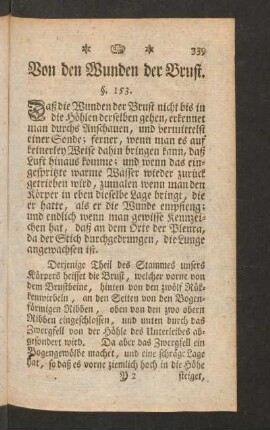 339
Von den Wunden der Brust.
§. 153.
Daß die Wunden der Brust nicht bis in
die Höhlen derselben gehen, erkennet
man durchs Anschauen, und vermittelst
einer Sonde; ferner, wenn man es auf
keinerley Weise dahin bringen kann, daß
Luft hinaus komme; und wenn das ein-
gespritzte warme Wasser wieder zurück
getrieben wird, zumalen wenn man den
Körper in eben dieselbe Lage bringt, die
er hatte, als er die Wunde empfieng;
und endlich wenn man gewisse Kennzei-
chen hat, daß an dem Orte der Pleura,
da der Stich durchgedrungen, die Lunge
angewachsen ist.
Derjenige Theil des Stammes unsers
Körpers heisset die Brust, welcher vorne von
dem Brustbeine, hinten von den zwölf Rük-
kenwirbeln, an den Seiten von den Bogen-
förmigen Ribben, oben von den zwo obern
Ribben eingeschlossen, und unten durch das
Zwergfell von der Höhle des Unterleibes ab-
gesondert wird. Da aber das Zwergfell ein
Bogengewölbe machet, und eine schräge Lage
hat, so daß es vorne ziemlich hoch in die Höhe
Y 2 steiget,